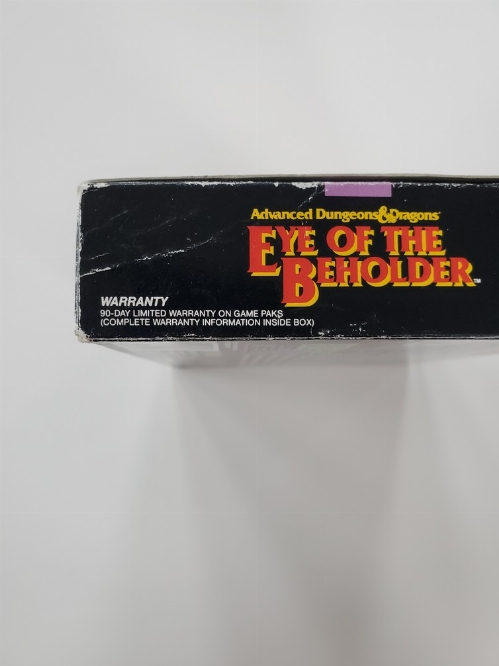 Advanced Dungeons&Dragons
EYE OF THE
BEHOLDER™
WARRANTY
90-DAY LIMITED WARRANTY ON GAME PAKS
(COMPLETE WARRANTY INFORMATION INSIDE BOX)